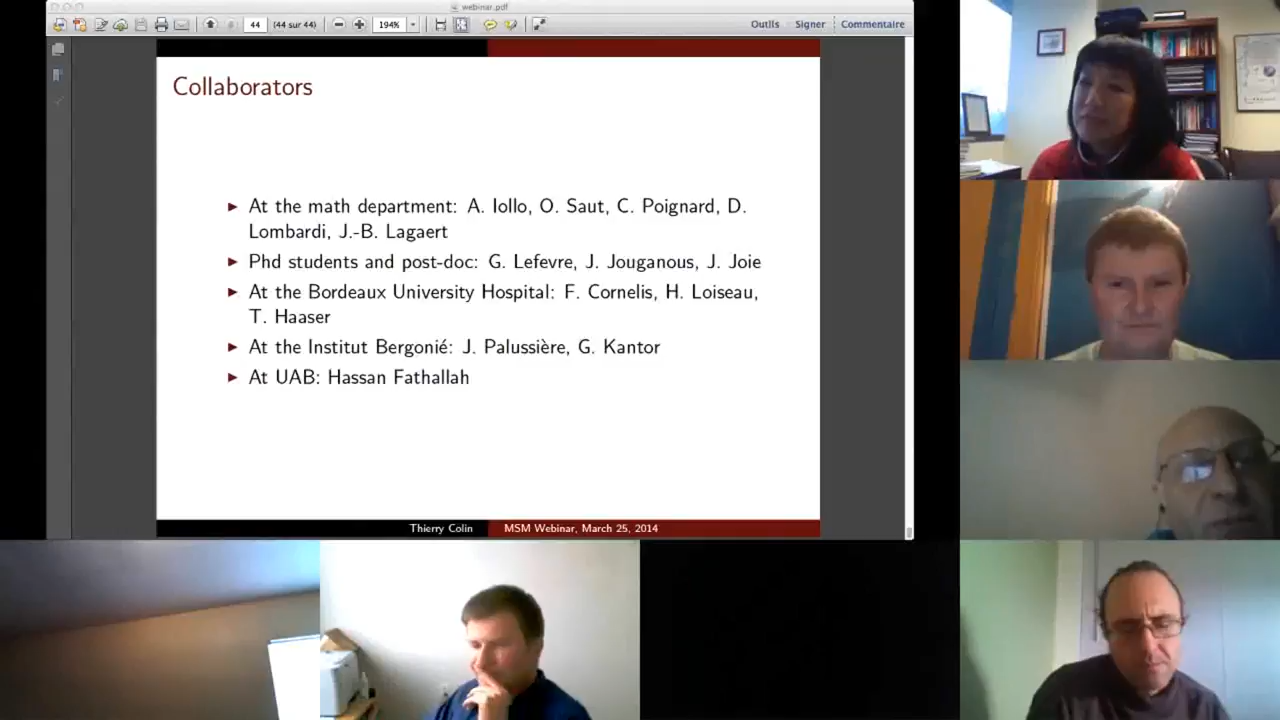 webinar.pdf
44 (44 sur 44) 194% Outils Signer Commentaire
Collaborators
At the math department: A. Iollo, O. Saut, C. Poignard, D.
Lombardi, J.-B. Lagaert
Phd students and post-doc: G. Lefevre, J. Jouganous, J. Joie
At the Bordeaux University Hospital: F. Cornelis, H. Loiseau,
T. Haaser
At the Institut Bergonié: J. Palussière, G. Kantor
At UAB: Hassan Fathallah
Thierry Colin MSM Webinar, March 25, 2014